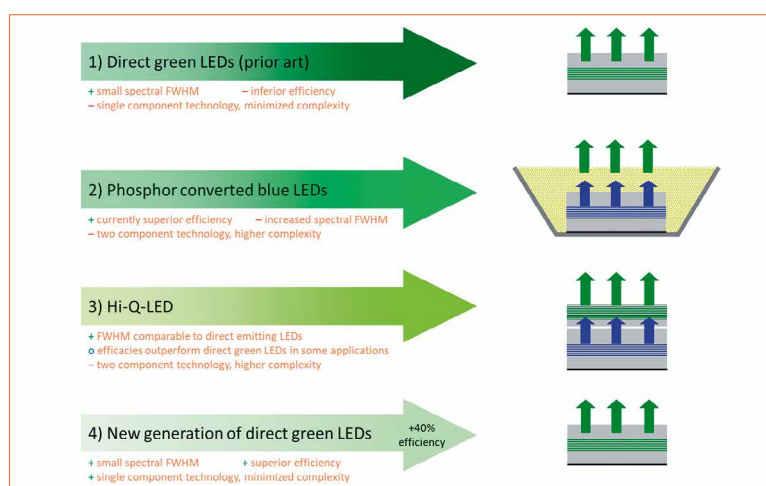 1) Direct green LEDs (prior art)
+ small spectral FWHM − inferior efficiency
− single component technology, minimized complexity
2) Phosphor converted blue LEDs
+ currently superior efficiency − increased spectral FWHM
− two component technology, higher complexity
3) Hi-Q-LED
+ FWHM comparable to direct emitting LEDs
o efficacies outperform direct green LEDs in some applications
− two component technology, higher complexity
4) New generation of direct green LEDs
+40%
efficiency
+ small spectral FWHM + superior efficiency
+ single component technology, minimized complexity